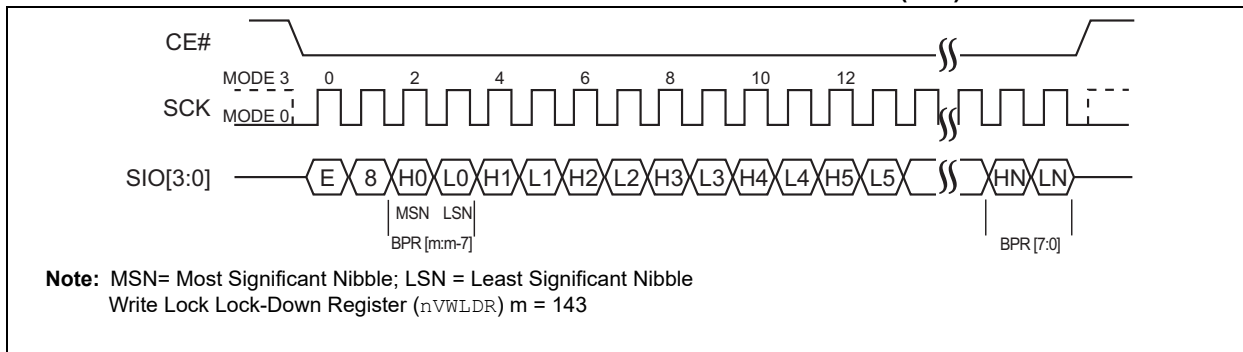 CE#
MODE 3 0 2 4 6 8 10 12
SCK MODE 0
SIO[3:0] E 8 H0 L0 H1 L1 H2 L2 H3 L3 H4 L4 H5 L5 HN LN
MSN LSN
BPR [m:m-7] BPR [7:0]
Note: MSN= Most Significant Nibble; LSN = Least Significant Nibble
Write Lock Lock-Down Register (nVWLDR) m = 143